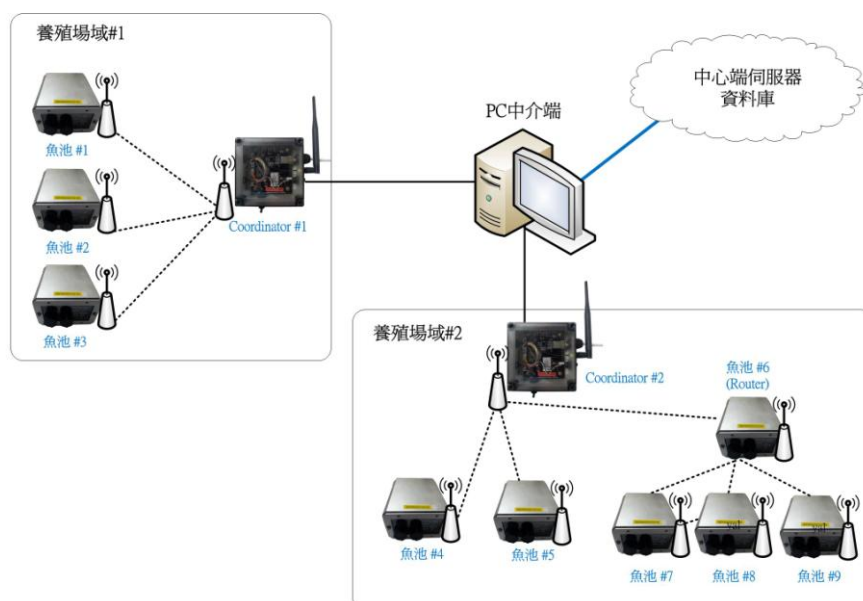 養殖場域#1
魚池 #1
魚池 #2
魚池 #3
Coordinator #1
PC中介端
中心端伺服器
資料庫
養殖場域#2
Coordinator #2
魚池 #6
(Router)
魚池 #4
魚池 #5
魚池 #7
魚池 #8
魚池 #9